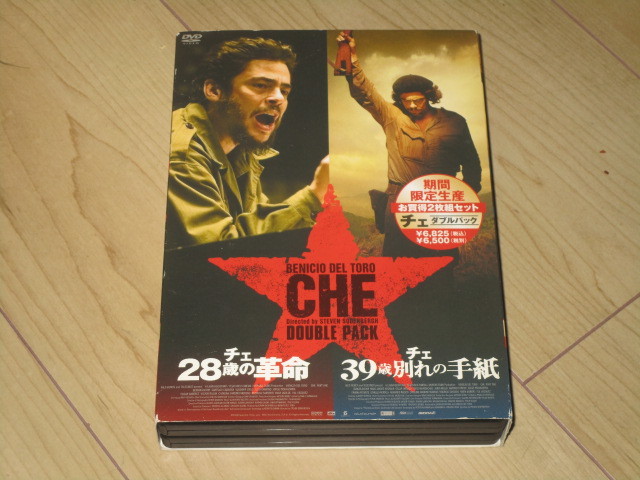 DVD
期間
限定生産
お買得2枚組セット
チェ ダブルパック
¥6,825(税込)
¥6,500(税別)
BENICIO DEL TORO
CHE
Directed by STEVEN SODERBERGH
DOUBLE PACK
チェ
28歳の革命
チェ
39歳別れの手紙